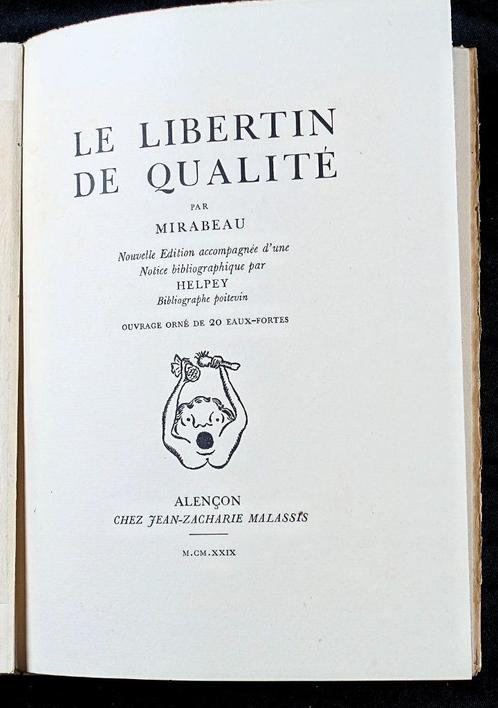 LE LIBERTIN
DE QUALITÉ
PAR
MIRABEAU
Nouvelle Edition accompagnée d'une
Notice bibliographique par
HELPEY
Bibliographe poitevin
OUVRAGE ORNÉ DE 20 EAUX-FORTES
ALENÇON
CHEZ JEAN-ZACHARIE MALASSIS
M.CM.XXIX